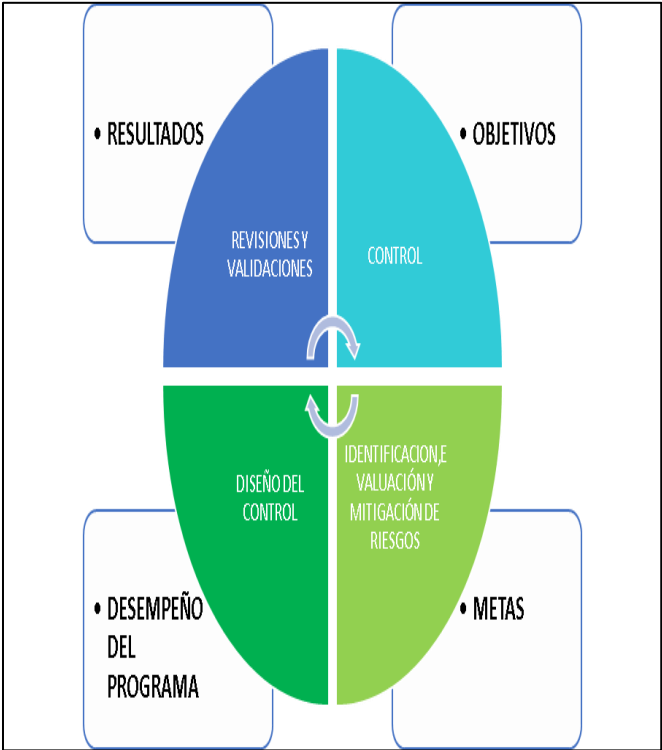 • RESULTADOS
• OBJETIVOS
REVISIONES Y
VALIDACIONES
CONTROL
DISEÑO DEL
CONTROL
IDENTIFICACION,E
VALUACIÓN Y
MITIGACIÓN DE
RIESGOS
• DESEMPEÑO
DEL
PROGRAMA
• METAS